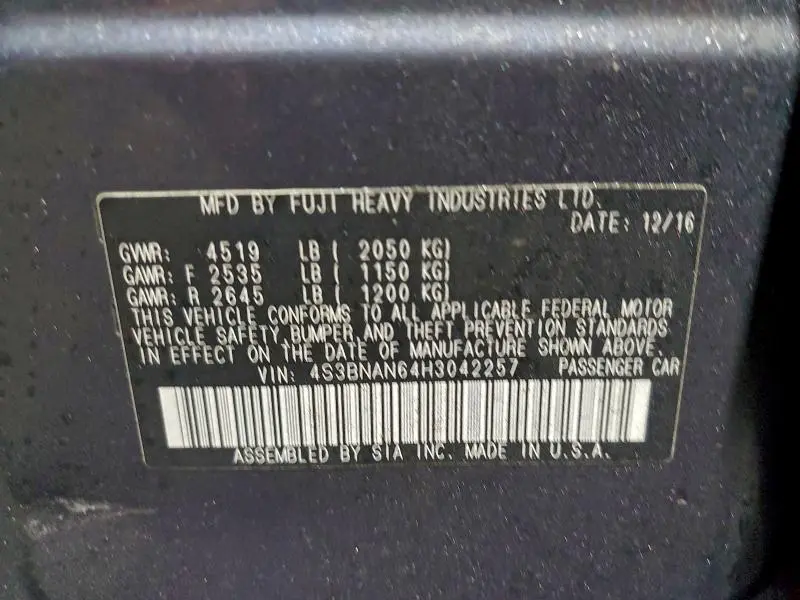 MFD BY FUJI HEAVY INDUSTRIES LTD.
DATE: 12/16
GVWR: 4519 LB ( 2050 KG)
GAWR: F 2535 LB ( 1150 KG)
GAWR: R 2645 LB ( 1200 KG)
THIS VEHICLE CONFORMS TO ALL APPLICABLE FEDERAL MOTOR
VEHICLE SAFETY, BUMPER, AND THEFT PREVENTION STANDARDS
IN EFFECT ON THE DATE OF MANUFACTURE SHOWN ABOVE.
VIN: 4S3BNAN64H3042257 PASSENGER CAR
ASSEMBLED BY SIA INC. MADE IN U.S.A.